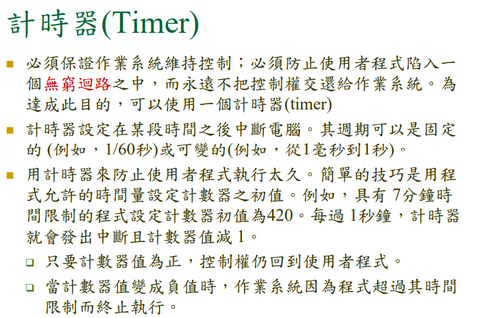 計時器(Timer)
必須保證作業系統維持控制；必須防止使用者程式陷入一
個無窮迴路之中，而永遠不把控制權交還給作業系統。為
達成此目的，可以使用一個計時器(timer)
計時器設定在某段時間之後中斷電腦。其週期可以是固定
的 (例如，1/60秒)或可變的(例如，從1毫秒到1秒)。
用計時器來防止使用者程式執行太久。簡單的技巧是用程
式允許的時間量設定計數器之初值。例如，具有 7分鐘時
間限制的程式設定計數器初值為420。每過 1秒鐘，計時器
就會發出中斷且計數器值減 1。
只要計數器值為正，控制權仍回到使用者程式。
當計數器值變成負值時，作業系統因為程式超過其時間
限制而終止執行。